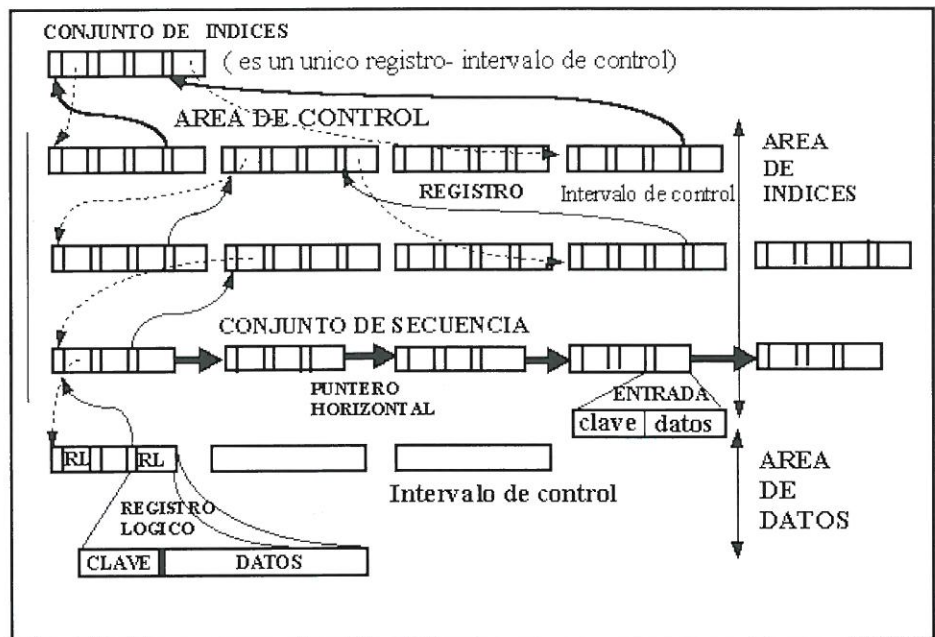 CONJUNTO DE INDICES
( es un unico registro- intervalo de control)
AREA DE CONTROL
AREA
DE
INDICES
REGISTRO
Intervalo de control
CONJUNTO DE SECUENCIA
PUNTERO
HORIZONTAL
ENTRADA
clave datos
RL RL
Intervalo de control
AREA
DE
DATOS
REGISTRO
LOGICO
CLAVE DATOS